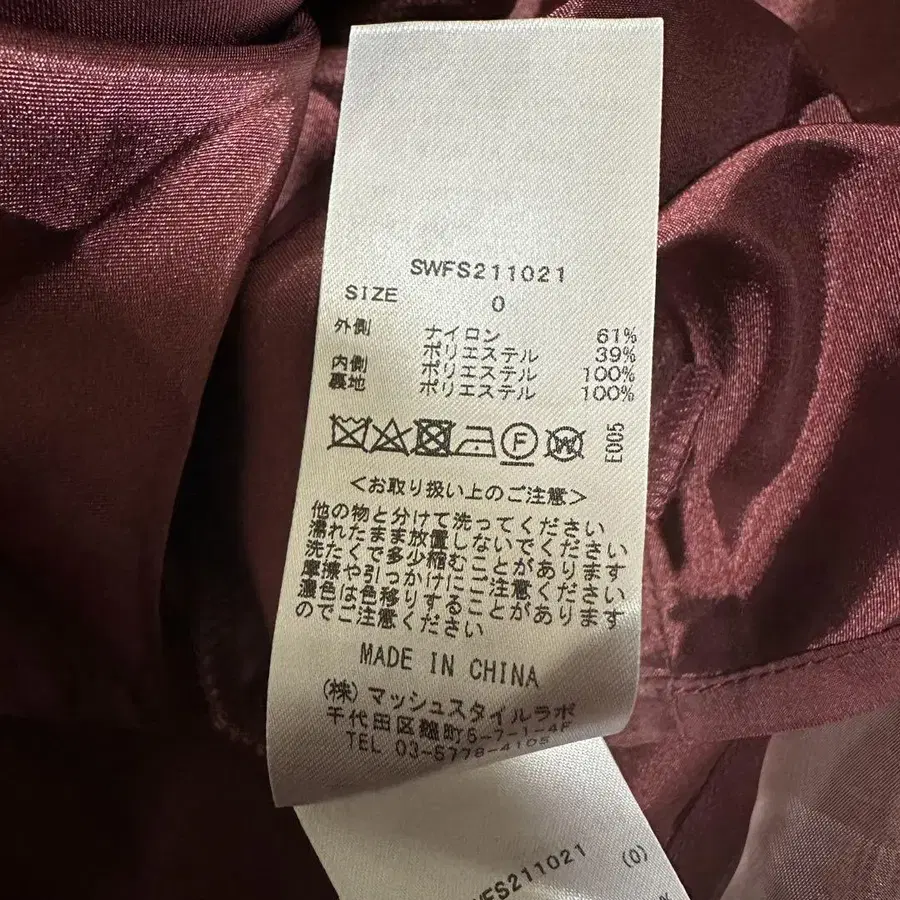 SWFS211021
SIZE 0
外側 ナイロン 61%
ポリエステル 39%
内側 ポリエステル 100%
裏地 ポリエステル 100%
F W E005
<お取り扱い上のご注意>
他の物と分けて洗ってください
濡れたまま放置しないでください
洗たくで多少縮むことがあります
摩擦や引っかけにご注意ください
濃色は色移りすることがあります
のでご注意ください
MADE IN CHINA
(株)マッシュスタイルラボ
千代田区麹町5-7-1-4F
TEL 03-5778-4105
WFS211021 (0)